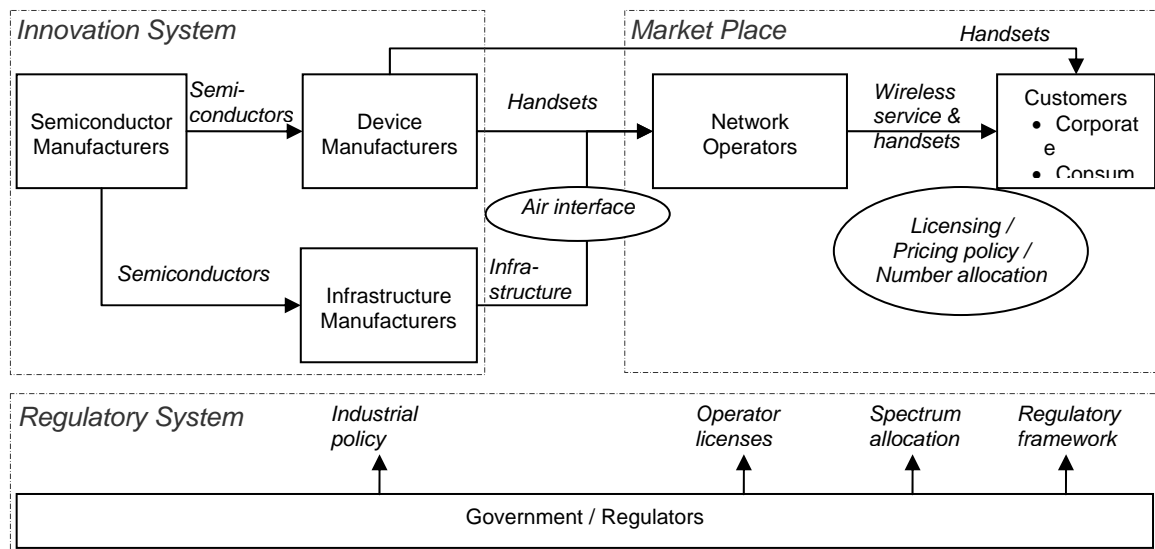 Innovation System
Market Place
Handsets
Semi-
conductors
Semiconductor
Manufacturers
Device
Manufacturers
Handsets
Network
Operators
Wireless
service &
handsets
Customers
• Corporat
e
• Consum
Air interface
Licensing /
Pricing policy /
Number allocation
Semiconductors
Infra-
structure
Infrastructure
Manufacturers
Regulatory System
Industrial
policy
Operator
licenses
Spectrum
allocation
Regulatory
framework
Government / Regulators